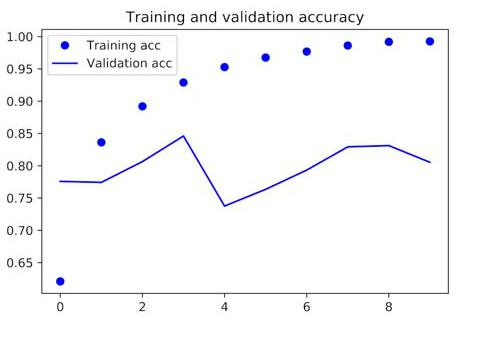 Training and validation accuracy
Training acc
Validation acc
1.00
0.95
0.90
0.85
0.80
0.75
0.70
0.65
0 2 4 6 8